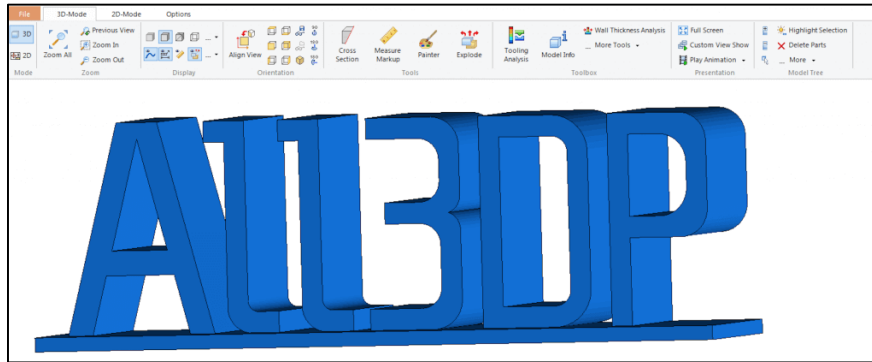 File 3D-Mode 2D-Mode Options
3D Previous View Full Screen Highlight Selection
Wall Thickness Analysis
2D Zoom All Zoom In Align View Cross Section Measure Markup Painter Explode Tooling Analysis Model Info More Tools Custom View Show Delete Parts
Zoom Out Play Animation More
Mode Zoom Display Orientation Tools Toolbox Presentation Model Tree
All3DP